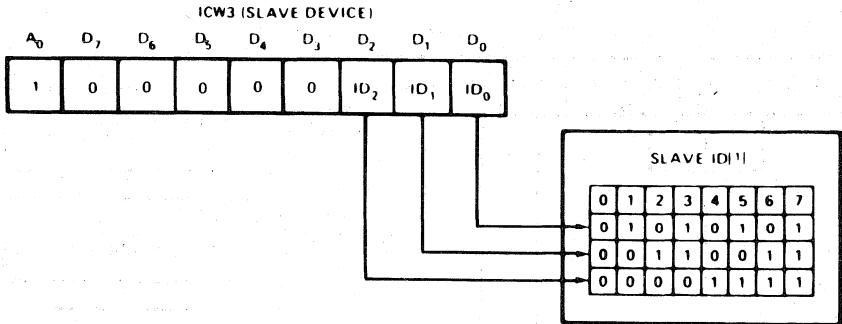 ICW3 (SLAVE DEVICE)
A0 D7 D6 D5 D4 D3 D2 D1 D0
1 0 0 0 0 0 ID2 ID1 ID0
SLAVE ID[1]
0 1 2 3 4 5 6 7
0 1 0 1 0 1 0 1
0 0 1 1 0 0 1 1
0 0 0 0 1 1 1 1